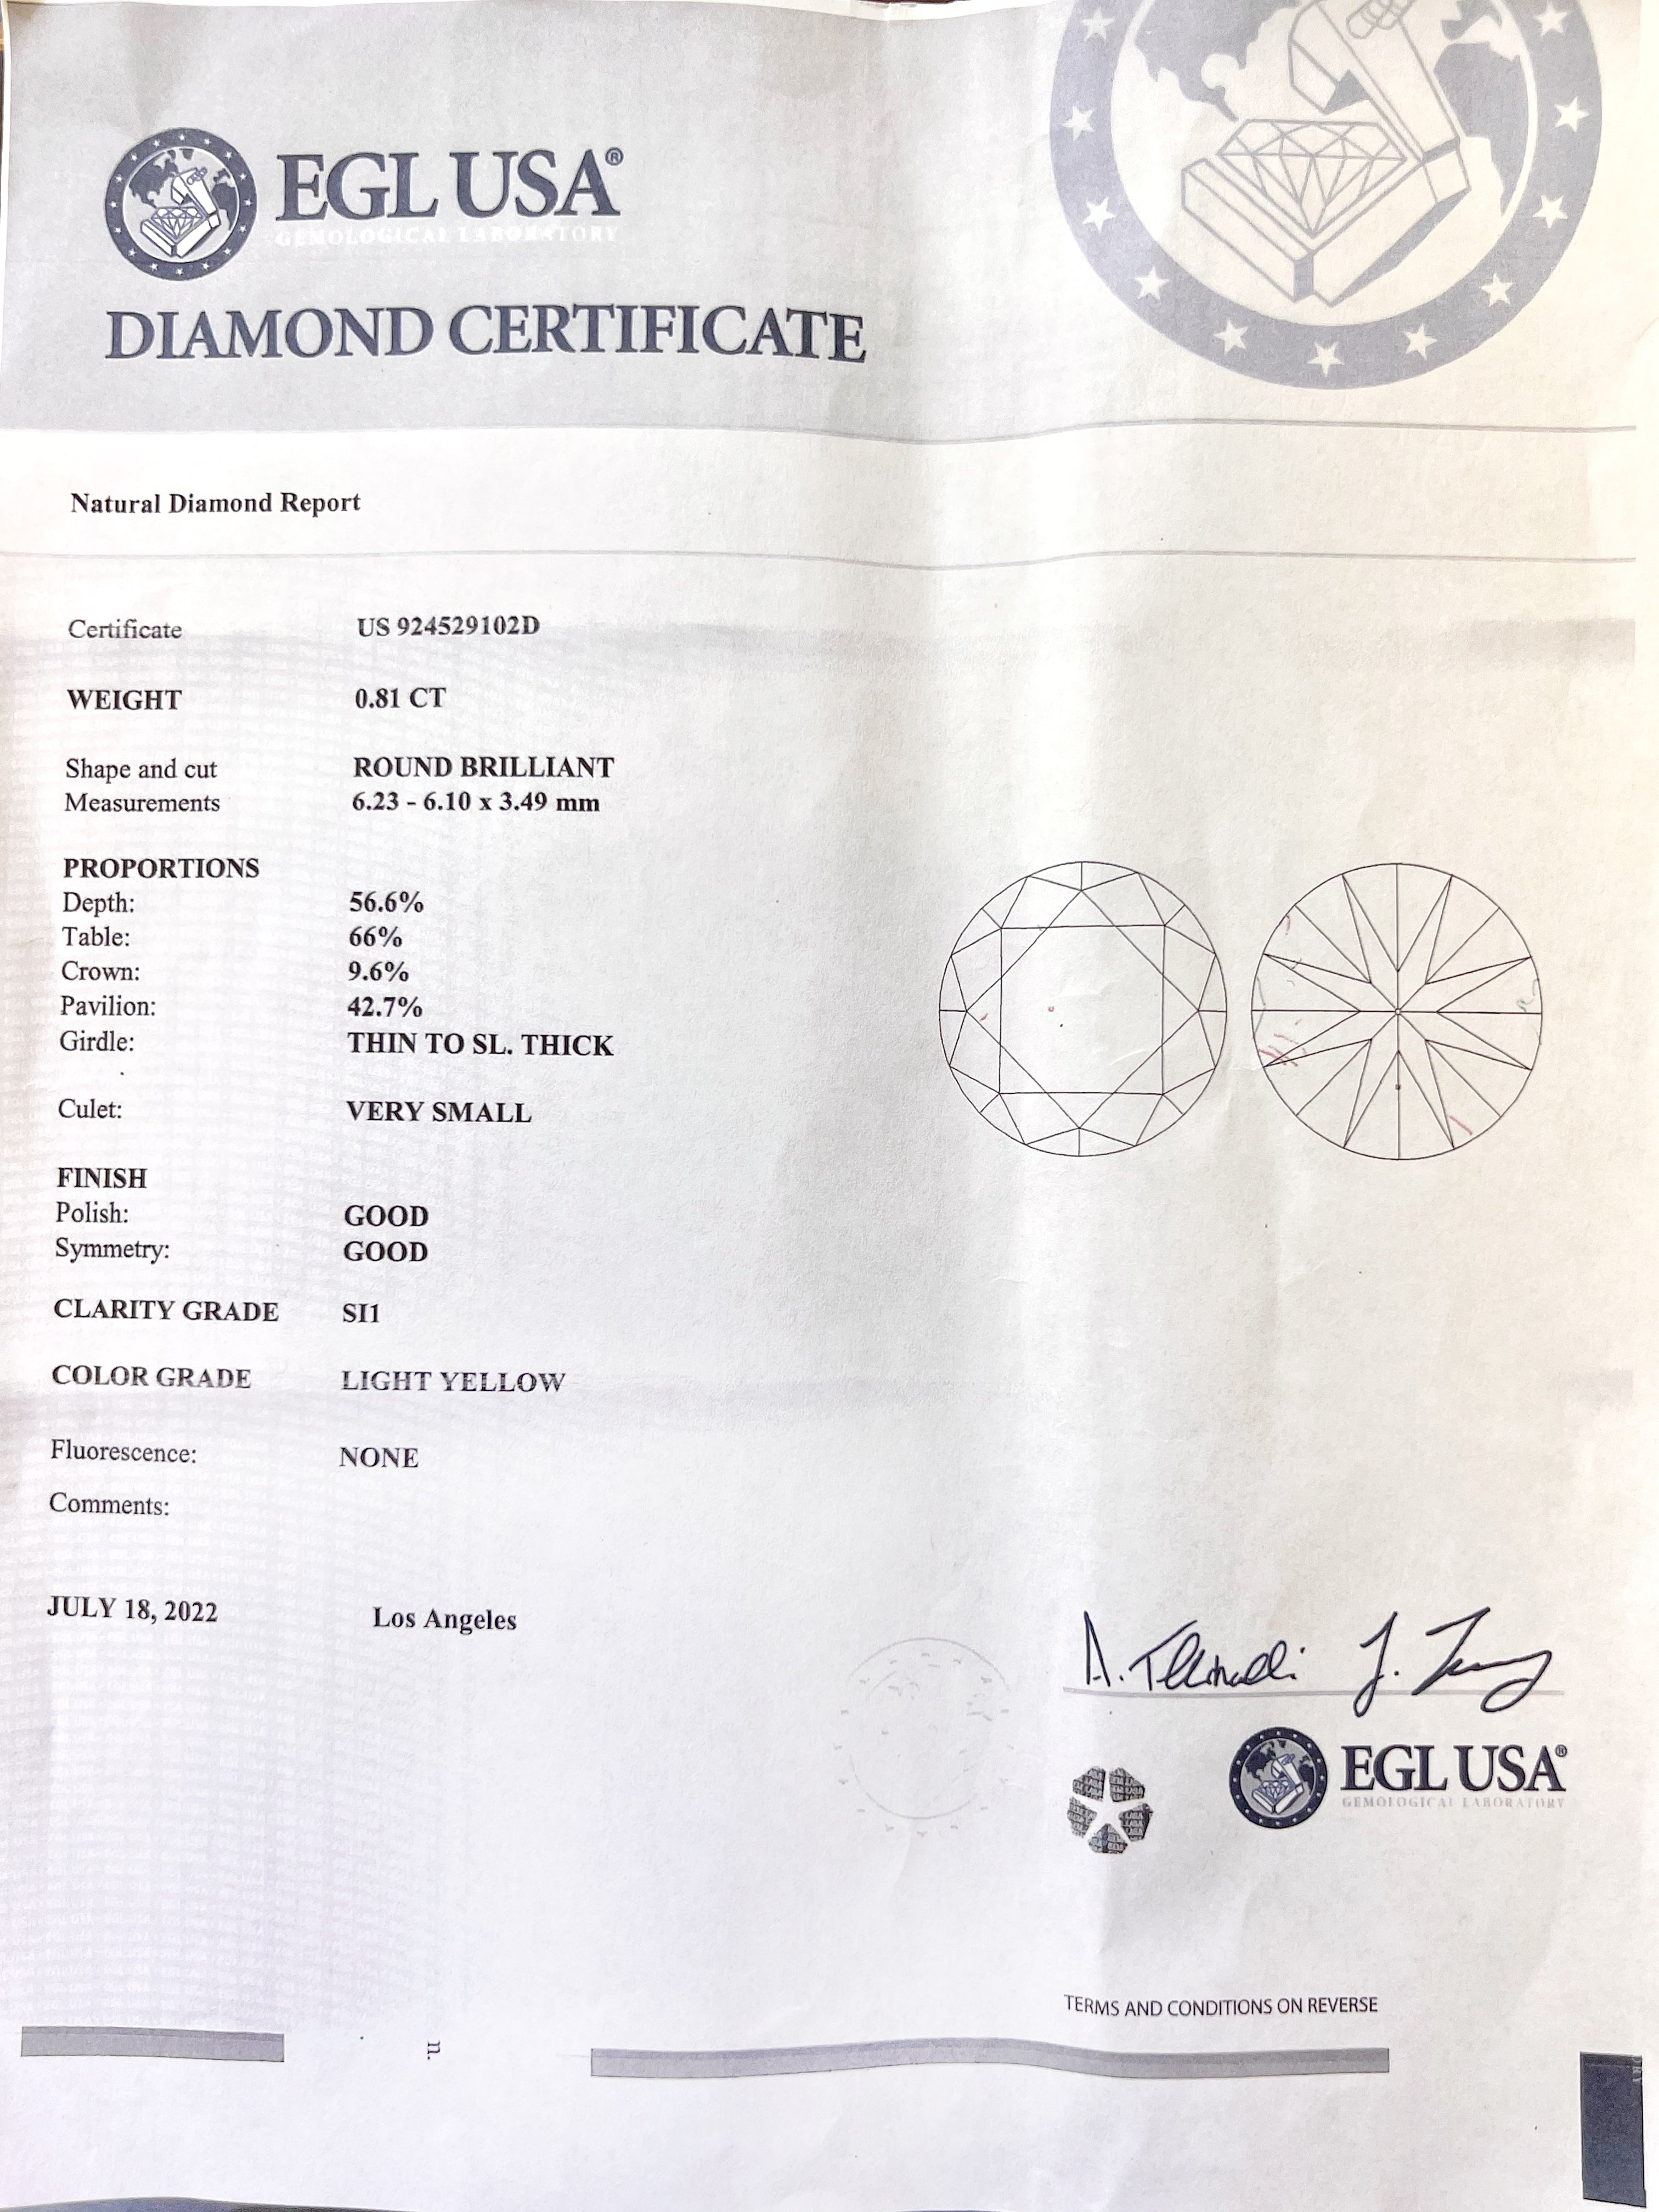 EGL USA®
GEMOLOGICAL LABORATORY
DIAMOND CERTIFICATE
Natural Diamond Report
Certificate US 924529102D
WEIGHT 0.81 CT
Shape and cut ROUND BRILLIANT
Measurements 6.23 - 6.10 x 3.49 mm
PROPORTIONS
Depth: 56.6%
Table: 66%
Crown: 9.6%
Pavilion: 42.7%
Girdle: THIN TO SL. THICK
Culet: VERY SMALL
FINISH
Polish: GOOD
Symmetry: GOOD
CLARITY GRADE SI1
COLOR GRADE LIGHT YELLOW
Fluorescence: NONE
Comments:
JULY 18, 2022 Los Angeles
EGL USA®
GEMOLOGICAL LABORATORY
TERMS AND CONDITIONS ON REVERSE
n.